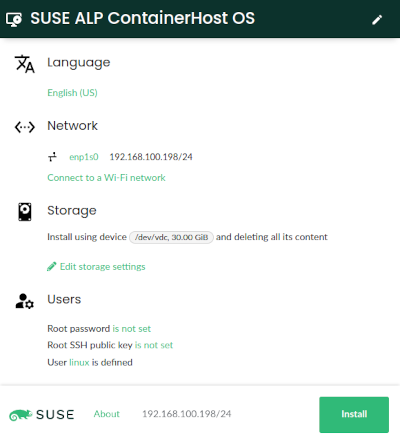 SUSE ALP ContainerHost OS
Language
English (US)
Network
enp1s0 192.168.100.198/24
Connect to a Wi-Fi network
Storage
Install using device /dev/vdc, 30.00 GiB and deleting all its content
Edit storage settings
Users
Root password is not set
Root SSH public key is not set
User linux is defined
SUSE About 192.168.100.198/24 Install